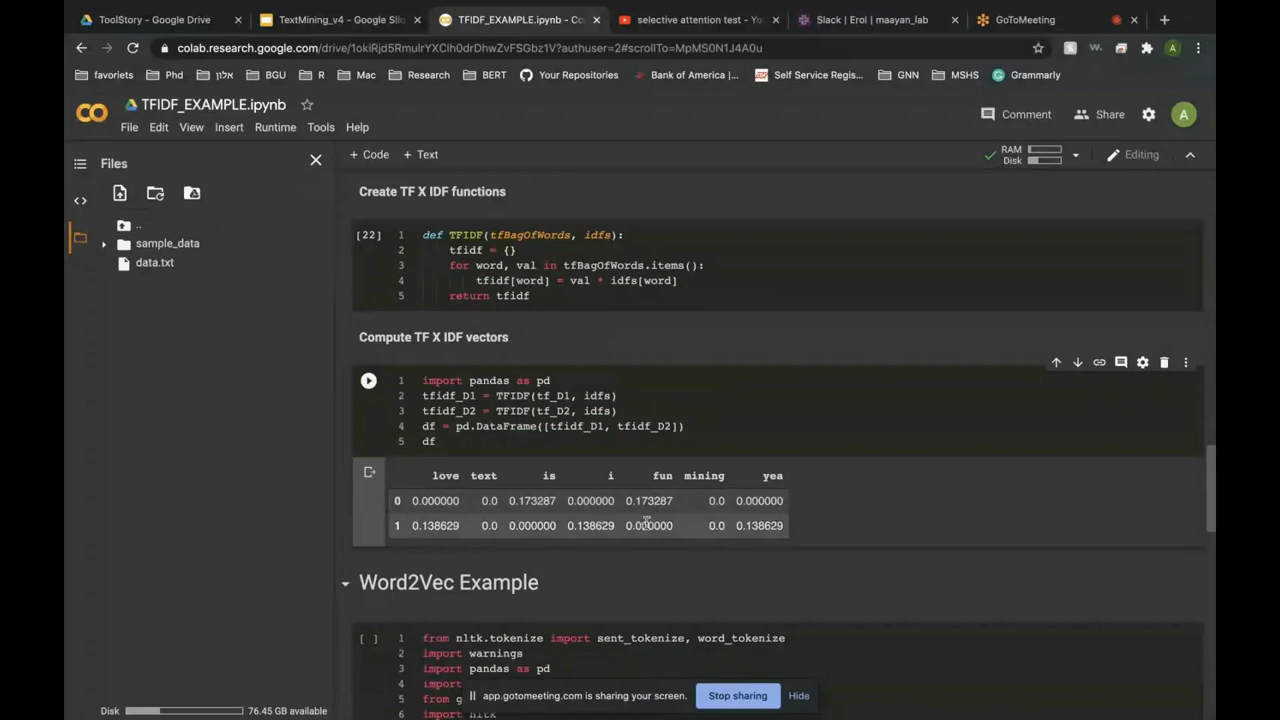 ToolStory - Google Drive
TextMining_v4 - Google Slic
TFIDF_EXAMPLE.ipynb - Co
selective attention test - You
Slack | Erol | maayan_lab
GoToMeeting
colab.research.google.com/drive/1okiRjd5RmulrYXClh0drDhwZvFSGbz1V?authuser=2#scrollTo=MpMS0N1J4A0u
favoriets
Phd
אלון
BGU
R
Mac
Research
BERT
Your Repositories
Bank of America |...
Self Service Regis...
GNN
MSHS
Grammarly
TFIDF_EXAMPLE.ipynb
File Edit View Insert Runtime Tools Help
Comment
Share
A
Files
+ Code + Text
RAM
Disk
Editing
..
sample_data
data.txt
Create TF X IDF functions
[22] 1 def TFIDF(tfBagOfWords, idfs):
2 tfidf = {}
3 for word, val in tfBagOfWords.items():
4 tfidf[word] = val * idfs[word]
5 return tfidf
Compute TF X IDF vectors
1 import pandas as pd
2 tfidf_D1 = TFIDF(tf_D1, idfs)
3 tfidf_D2 = TFIDF(tf_D2, idfs)
4 df = pd.DataFrame([tfidf_D1, tfidf_D2])
5 df
love text is i fun mining yea
0 0.000000 0.0 0.173287 0.000000 0.173287 0.0 0.000000
1 0.138629 0.0 0.000000 0.138629 0.000000 0.0 0.138629
Word2Vec Example
[ ] 1 from nltk.tokenize import sent_tokenize, word_tokenize
2 import warnings
3 import pandas as pd
4 import
5 from g
6 import nltk
app.gotomeeting.com is sharing your screen.
Stop sharing
Hide
Disk
76.45 GB available